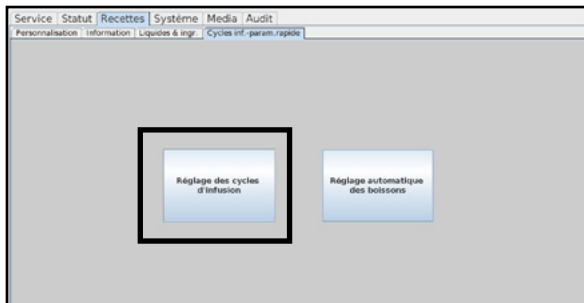 Service Statut Recettes Système Media Audit
Personnalisation Information Liquides & ingr. Cycles inf.-param.rapide
Réglage des cycles
d'infusion
Réglage automatique
des boissons